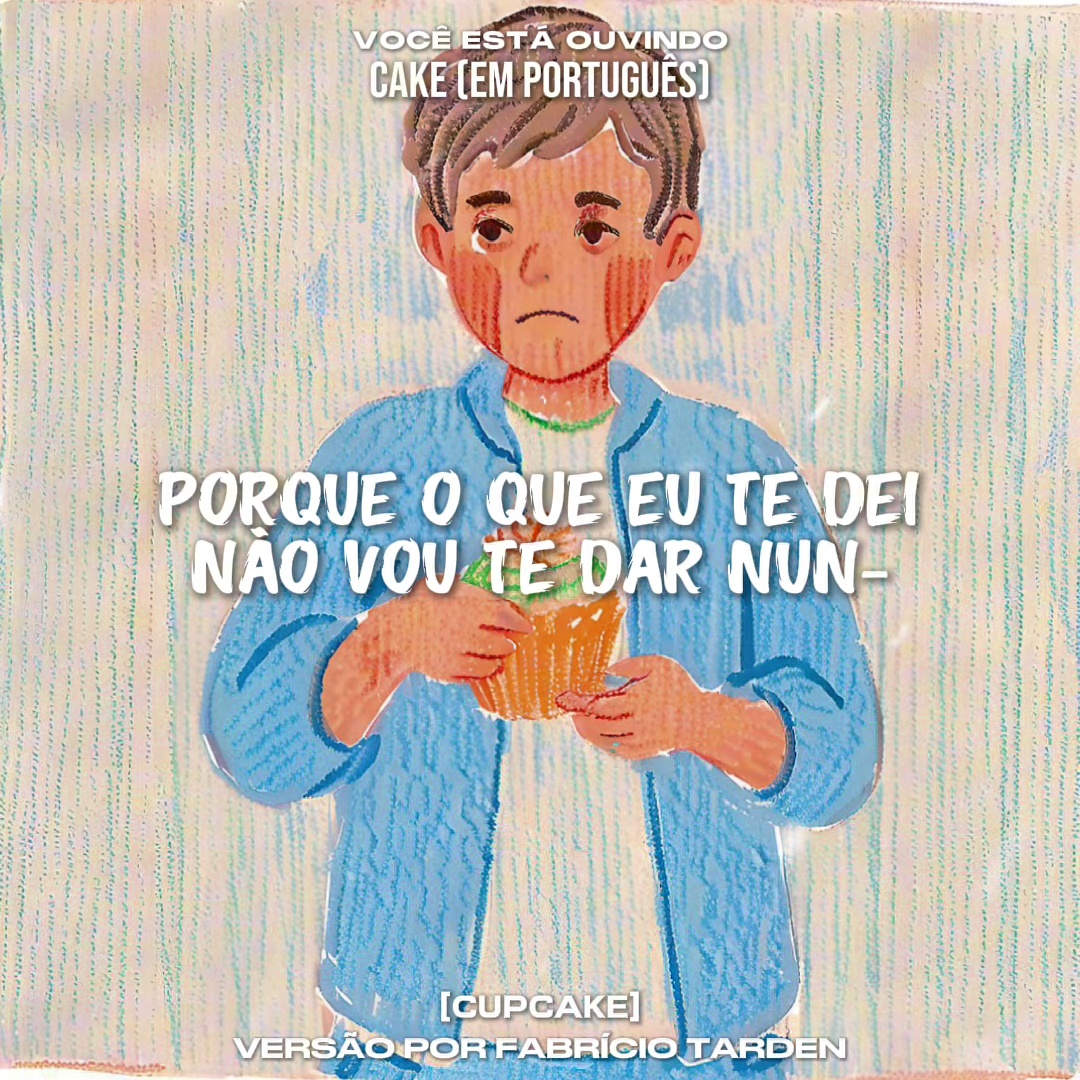 VOCÊ ESTÁ OUVINDO
CAKE (EM PORTUGUÊS)
PORQUE O QUE EU TE DEI
NÃO VOU TE DAR NUN-
[CUPCAKE]
VERSÃO POR FABRÍCIO TARDEN